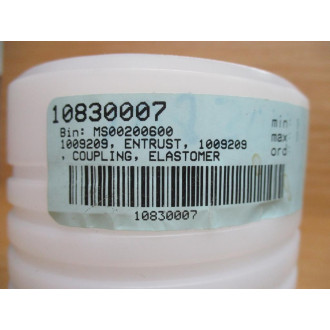 10830007
Bin: MS00200600
1009209, ENTRUST, 1009209
, COUPLING, ELASTOMER
min
max
ord
10830007